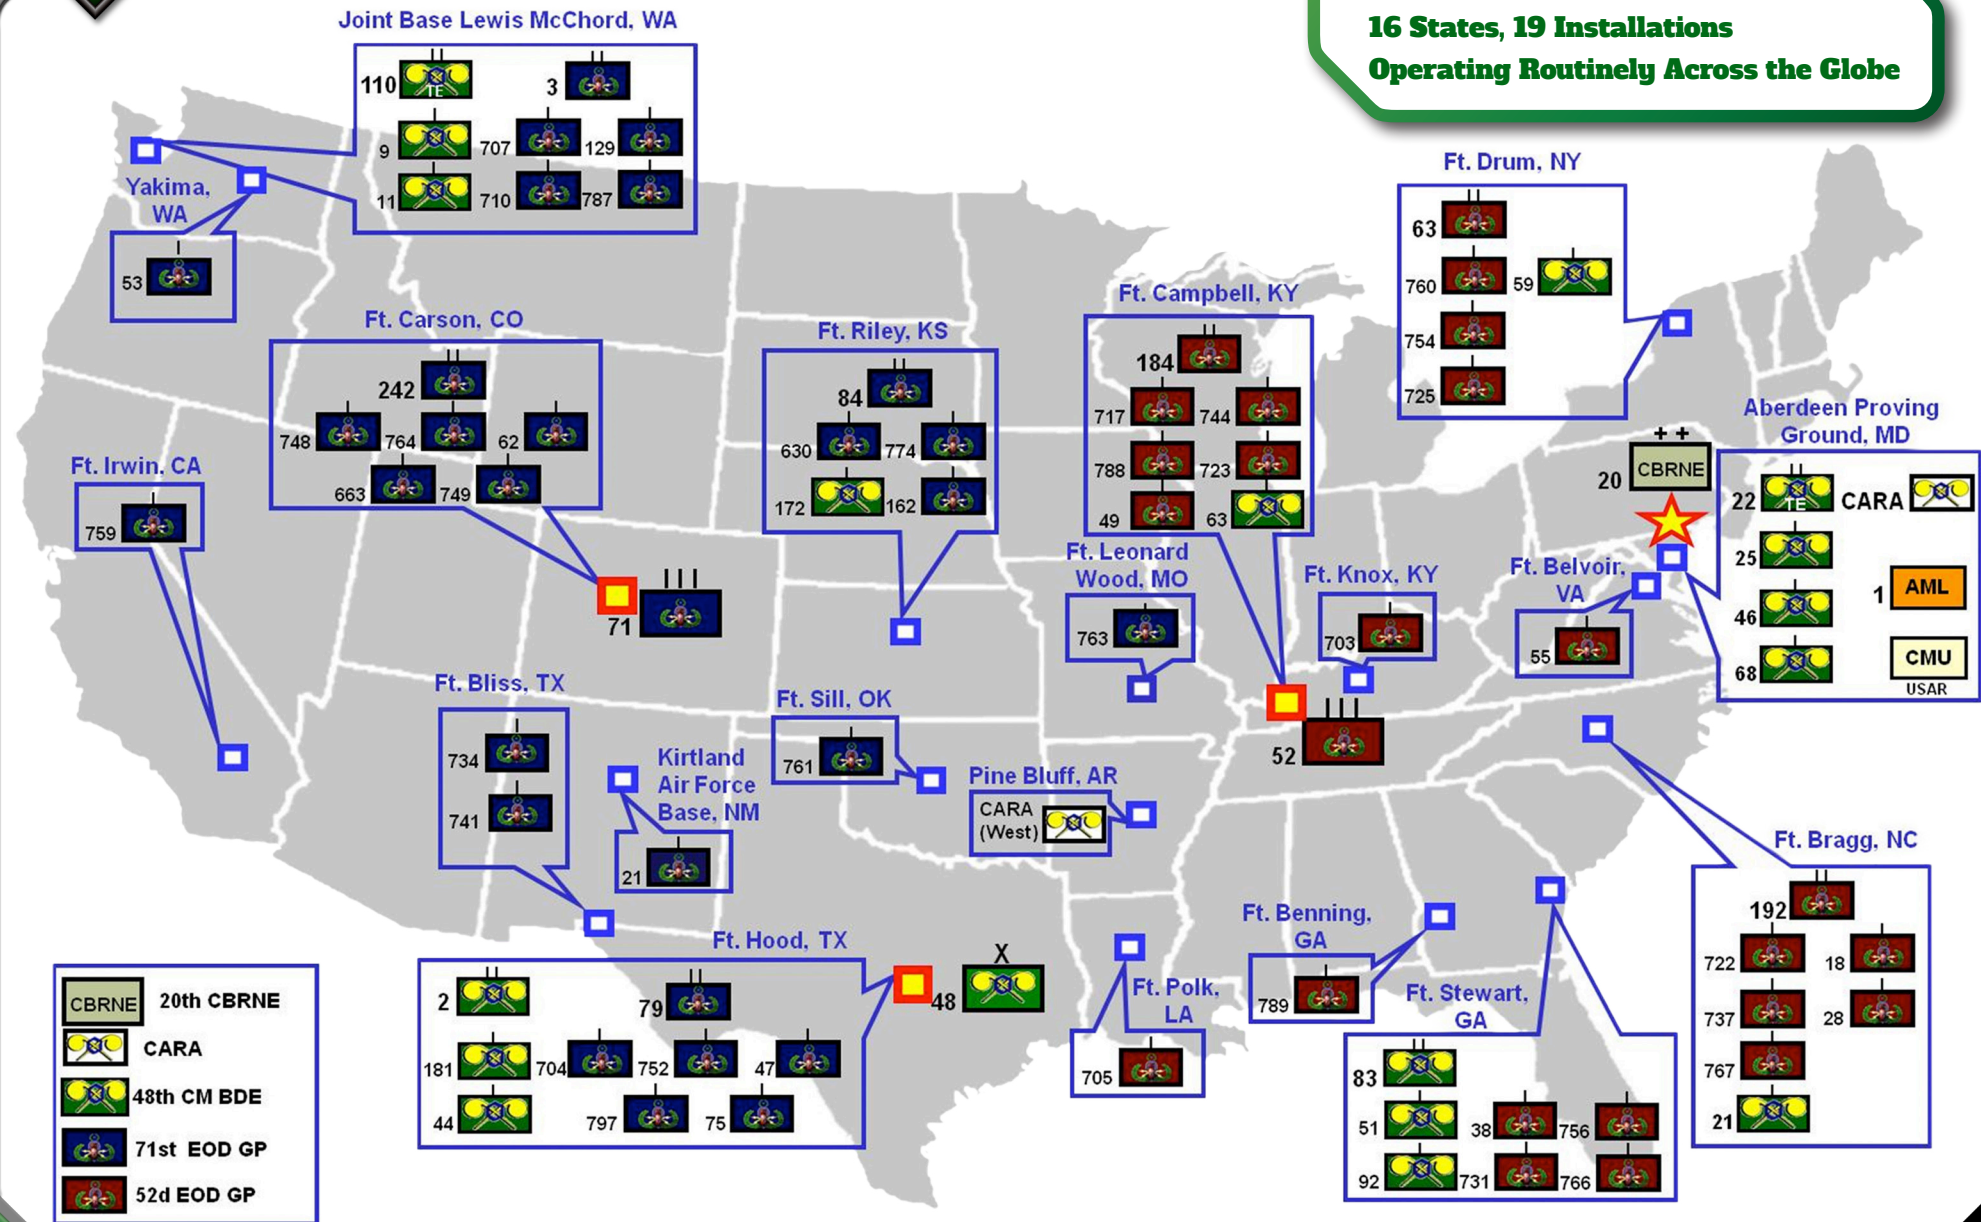 16 States, 19 Installations
Operating Routinely Across the Globe
Joint Base Lewis McChord, WA
110
TE
3
9
707
129
11
710
787
Yakima,
WA
53
Ft. Drum, NY
63
760
59
754
725
Ft. Carson, CO
242
748
764
62
663
749
71
Ft. Riley, KS
84
630
774
172
162
Ft. Campbell, KY
184
717
744
788
723
49
63
52
Ft. Irwin, CA
759
Aberdeen Proving
Ground, MD
+ +
20
CBRNE
22
TE
CARA
25
46
68
1
AML
CMU
USAR
Ft. Leonard
Wood, MO
763
Ft. Knox, KY
703
Ft. Belvoir,
VA
55
Ft. Bliss, TX
734
741
Kirtland
Air Force
Base, NM
21
Ft. Sill, OK
761
Pine Bluff, AR
CARA
(West)
Ft. Bragg, NC
192
722
18
737
28
767
21
Ft. Hood, TX
2
79
181
704
752
47
44
797
75
X
48
Ft. Polk,
LA
705
Ft. Benning,
GA
789
Ft. Stewart,
GA
83
51
38
756
92
731
766
CBRNE
20th CBRNE
CARA
48th CM BDE
71st EOD GP
52d EOD GP